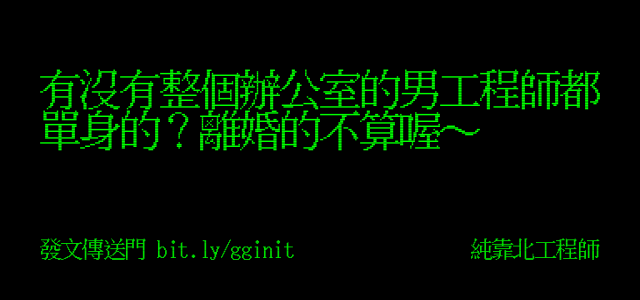 有沒有整個辦公室的男工程師都
單身的？離婚的不算喔～
發文傳送門 bit.ly/gginit
純靠北工程師